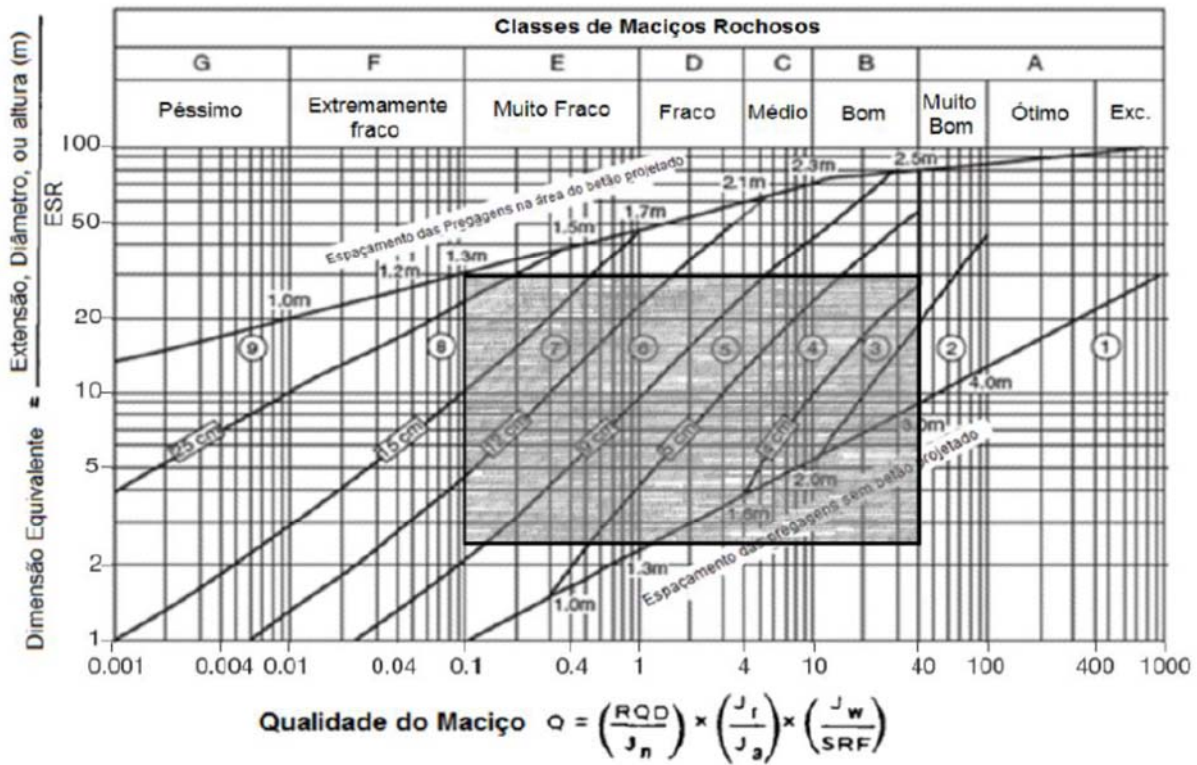 Classes de Maciços Rochosos
G F E D C B A
Péssimo Extremamente fraco Muito Fraco Fraco Médio Bom Muito Bom Ótimo Exc.
Dimensão Equivalente = Extensão, Diâmetro, ou altura (m)
ESR
100
50
20
10
5
2
1
Espaçamento das Pregagens na área do betão projetado
1.0m 1.2m 1.3m 1.5m 1.7m 2.1m 2.3m 2.5m
9 8 7 6 5 4 3 2 1
25 cm 15 cm 12 cm 9 cm 5 cm 4 cm
4.0m
3.0m
2.0m
1.6m
1.3m
1.0m
Espaçamento das pregagens sem betão projetado
0.001 0.004 0.01 0.04 0.1 0.4 1 4 10 40 100 400 1000
Qualidade do Maciço Q = (RQD/Jn) × (Jr/Ja) × (Jw/SRF)